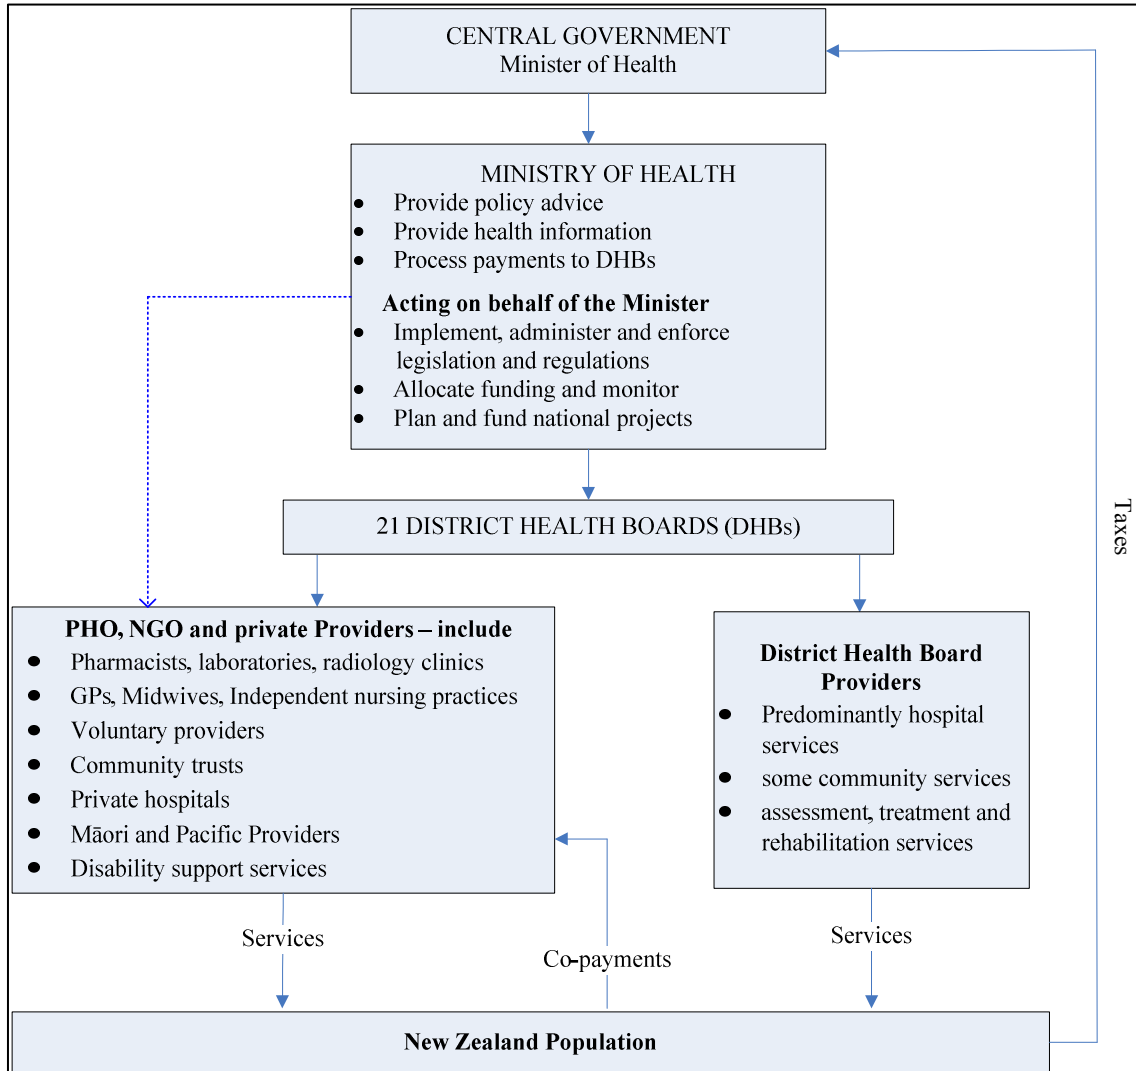 CENTRAL GOVERNMENT
Minister of Health
MINISTRY OF HEALTH
● Provide policy advice
● Provide health information
● Process payments to DHBs
Acting on behalf of the Minister
● Implement, administer and enforce
legislation and regulations
● Allocate funding and monitor
● Plan and fund national projects
21 DISTRICT HEALTH BOARDS (DHBs)
Taxes
PHO, NGO and private Providers – include
● Pharmacists, laboratories, radiology clinics
● GPs, Midwives, Independent nursing practices
● Voluntary providers
● Community trusts
● Private hospitals
● Māori and Pacific Providers
● Disability support services
District Health Board
Providers
● Predominantly hospital
services
● some community services
● assessment, treatment and
rehabilitation services
Services
Co-payments
Services
New Zealand Population